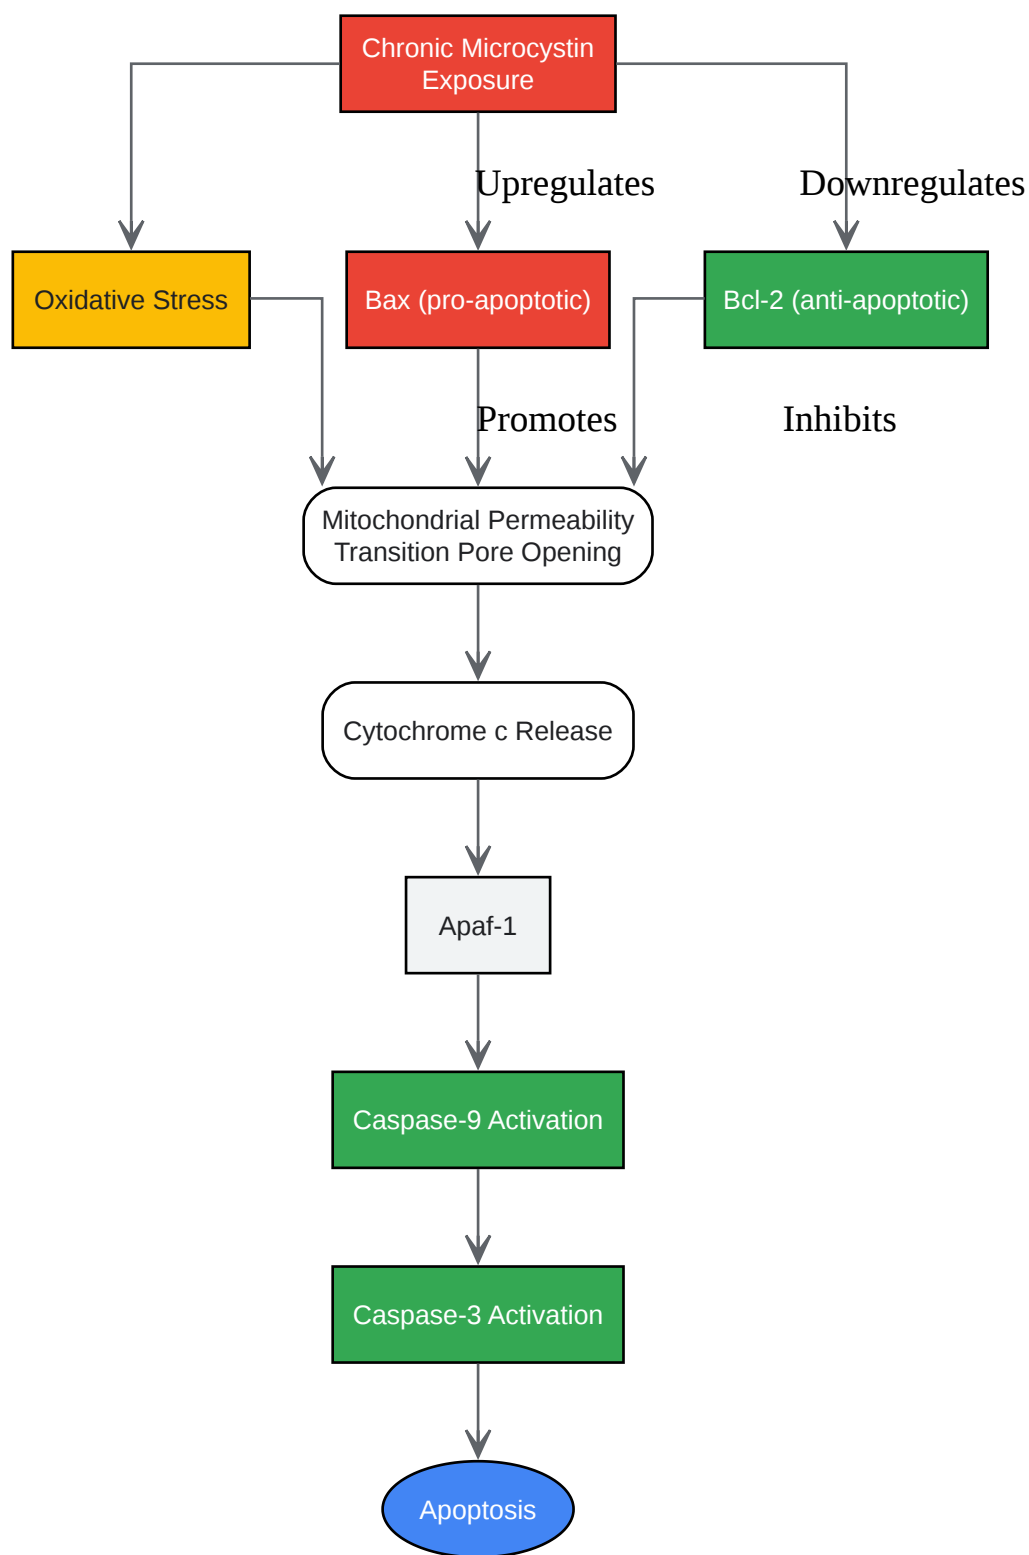 Chronic Microcystin
Exposure
Upregulates
Downregulates
Oxidative Stress
Bax (pro-apoptotic)
Bcl-2 (anti-apoptotic)
Promotes
Inhibits
Mitochondrial Permeability
Transition Pore Opening
Cytochrome c Release
Apaf-1
Caspase-9 Activation
Caspase-3 Activation
Apoptosis